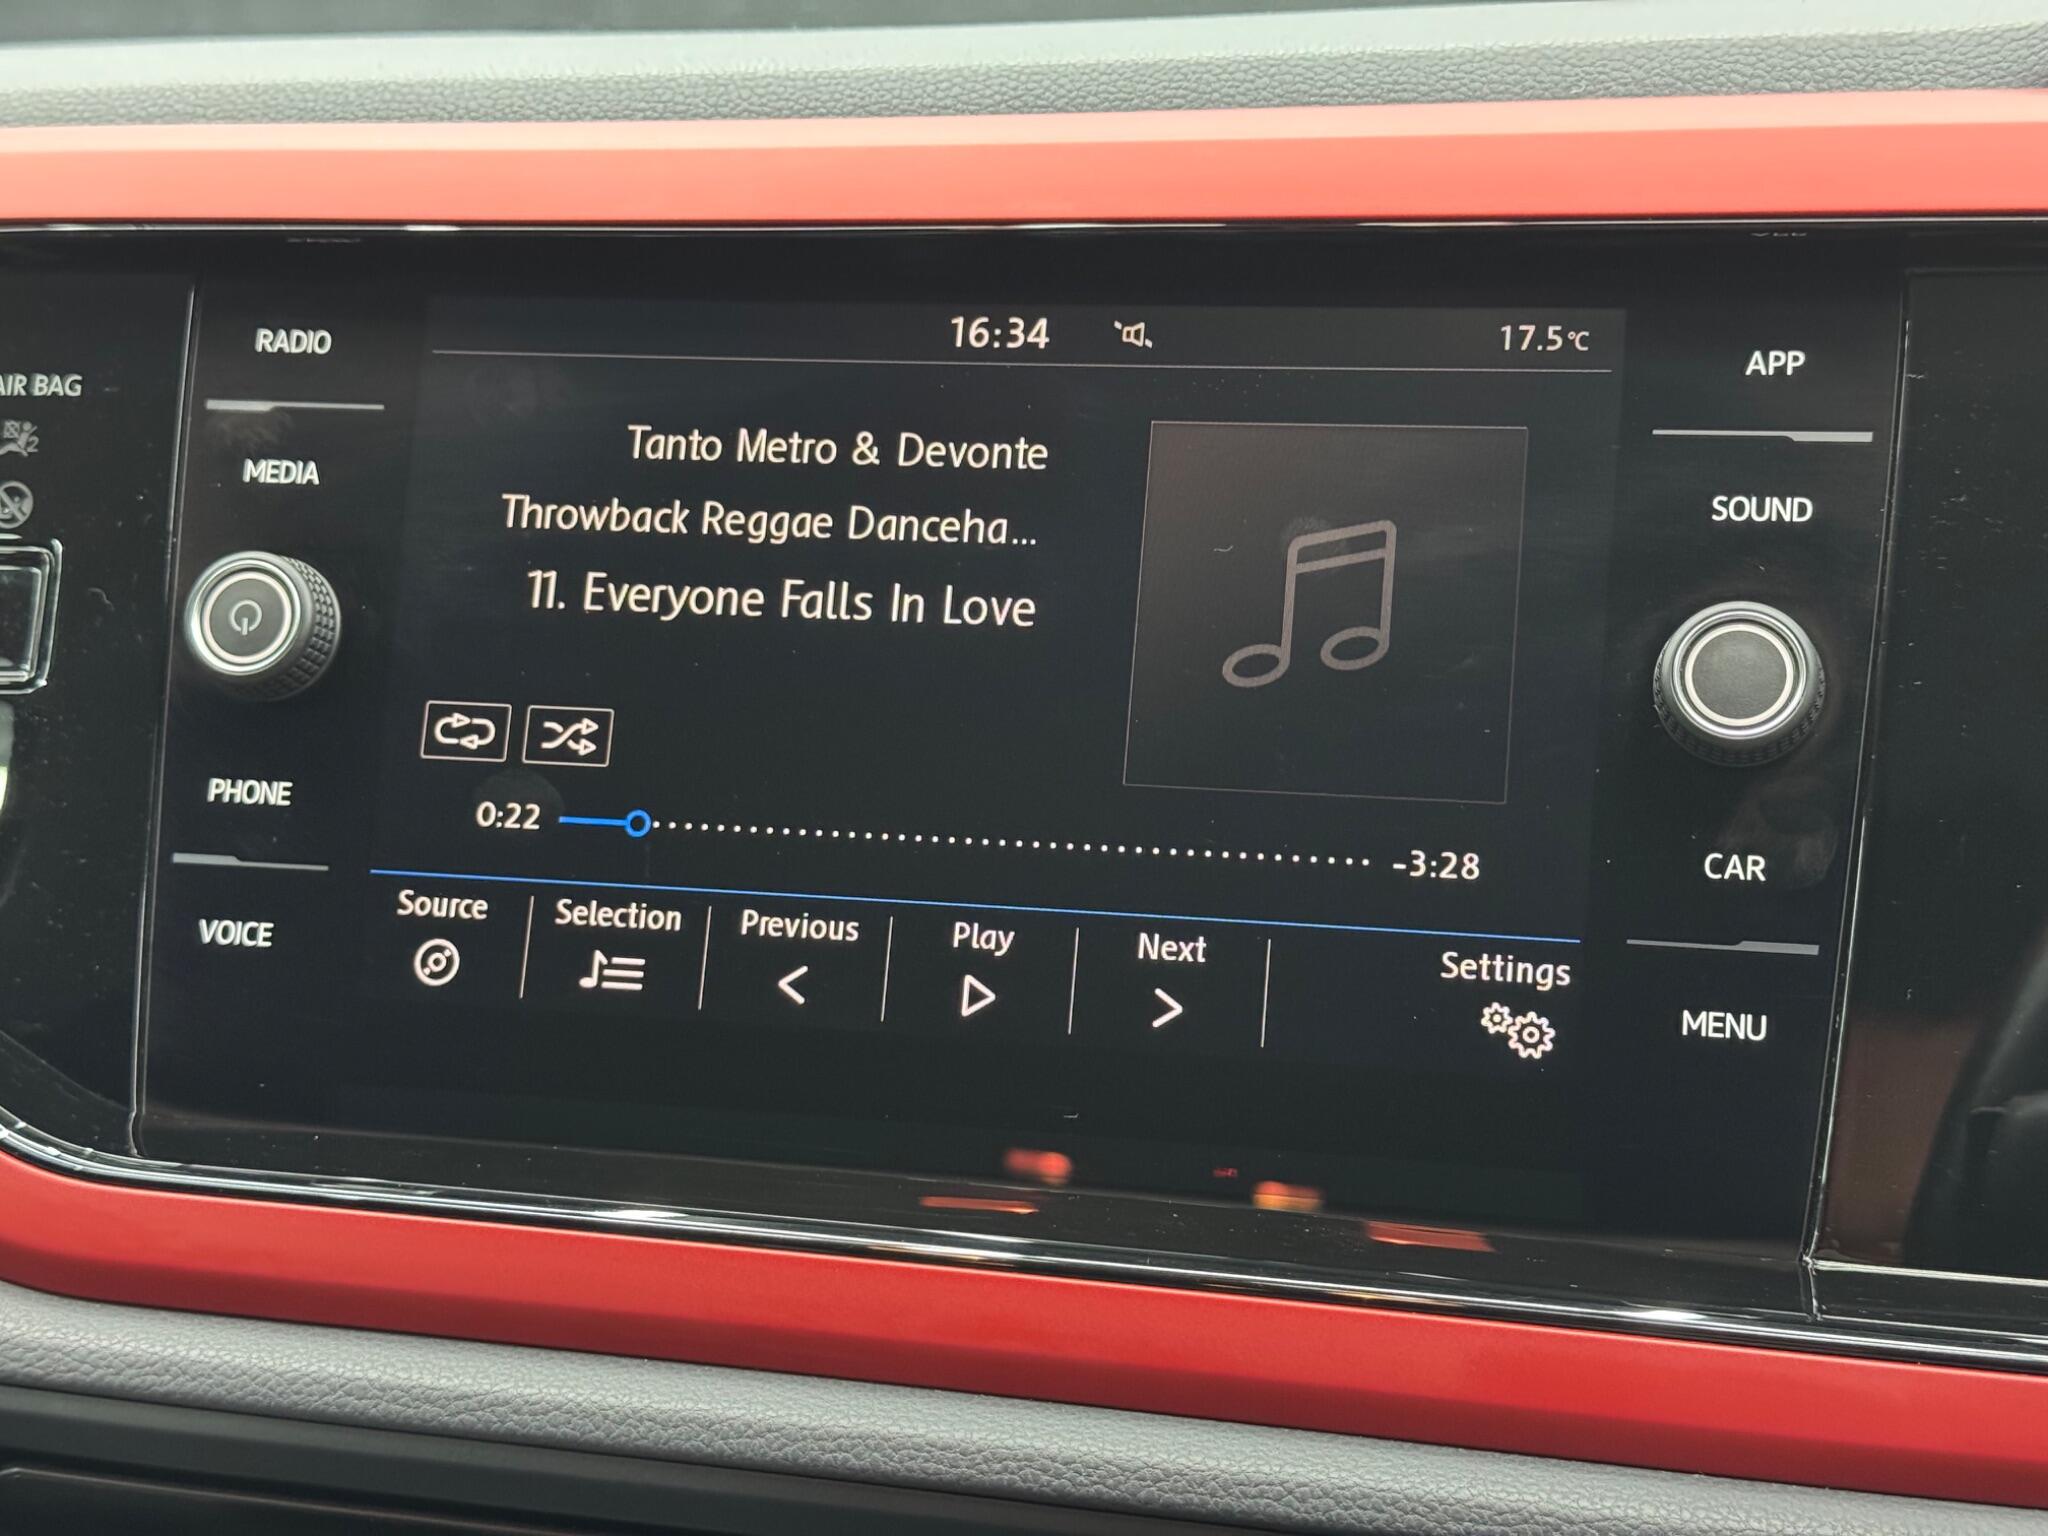 16:34
17.5°C
RADIO
MEDIA
PHONE
VOICE
AIR BAG
Tanto Metro & Devonte
Throwback Reggae Danceha...
11. Everyone Falls In Love
0:22
-3:28
Source
Selection
Previous
Play
Next
Settings
APP
SOUND
CAR
MENU